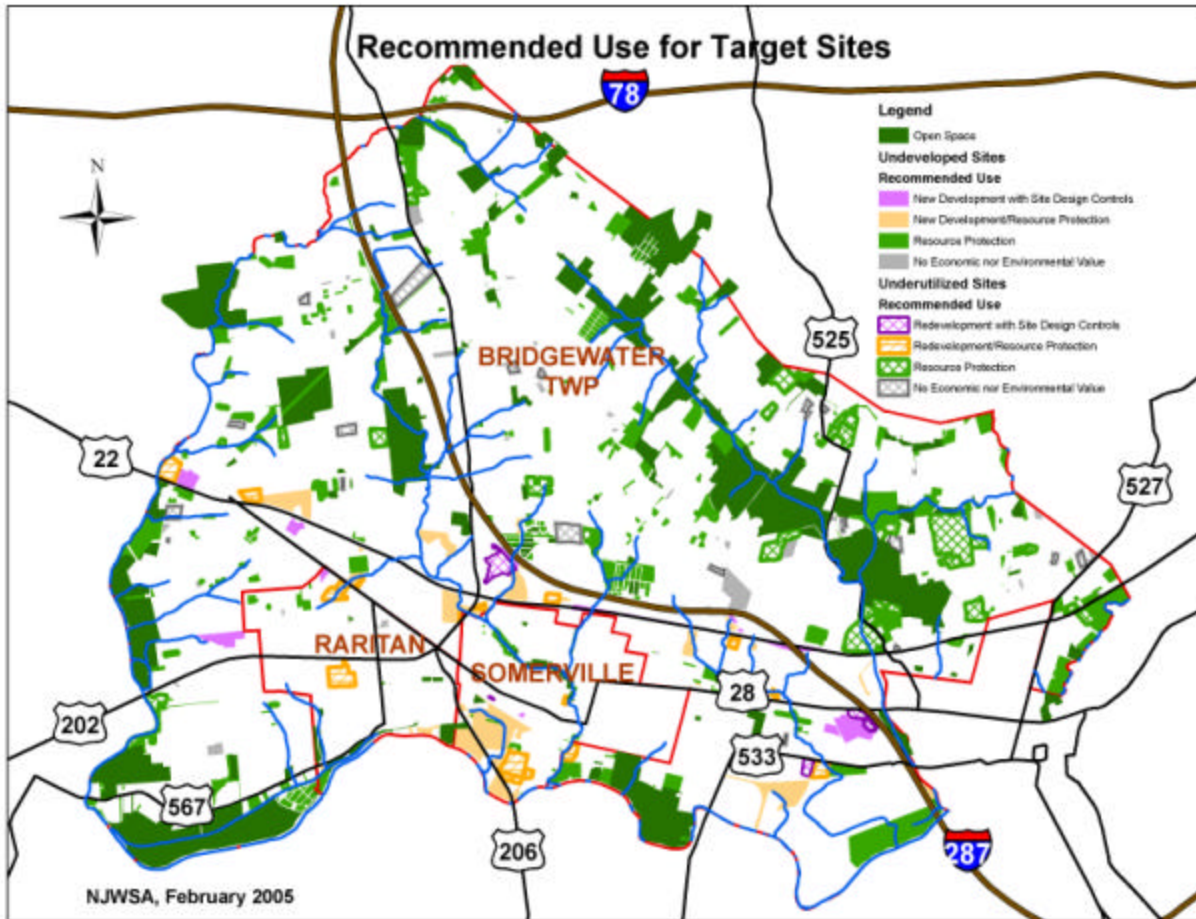 Recommended Use for Target Sites
78
Legend
Open Space
Undeveloped Sites
Recommended Use
New Development with Site Design Controls
New Development/Resource Protection
Resource Protection
No Economic nor Environmental Value
Underutilized Sites
Recommended Use
Redevelopment with Site Design Controls
Redevelopment/Resource Protection
Resource Protection
No Economic nor Environmental Value
N
525
BRIDGEWATER
TWP
22
527
RARITAN
SOMERVILLE
28
202
533
567
206
287
NJWSA, February 2005